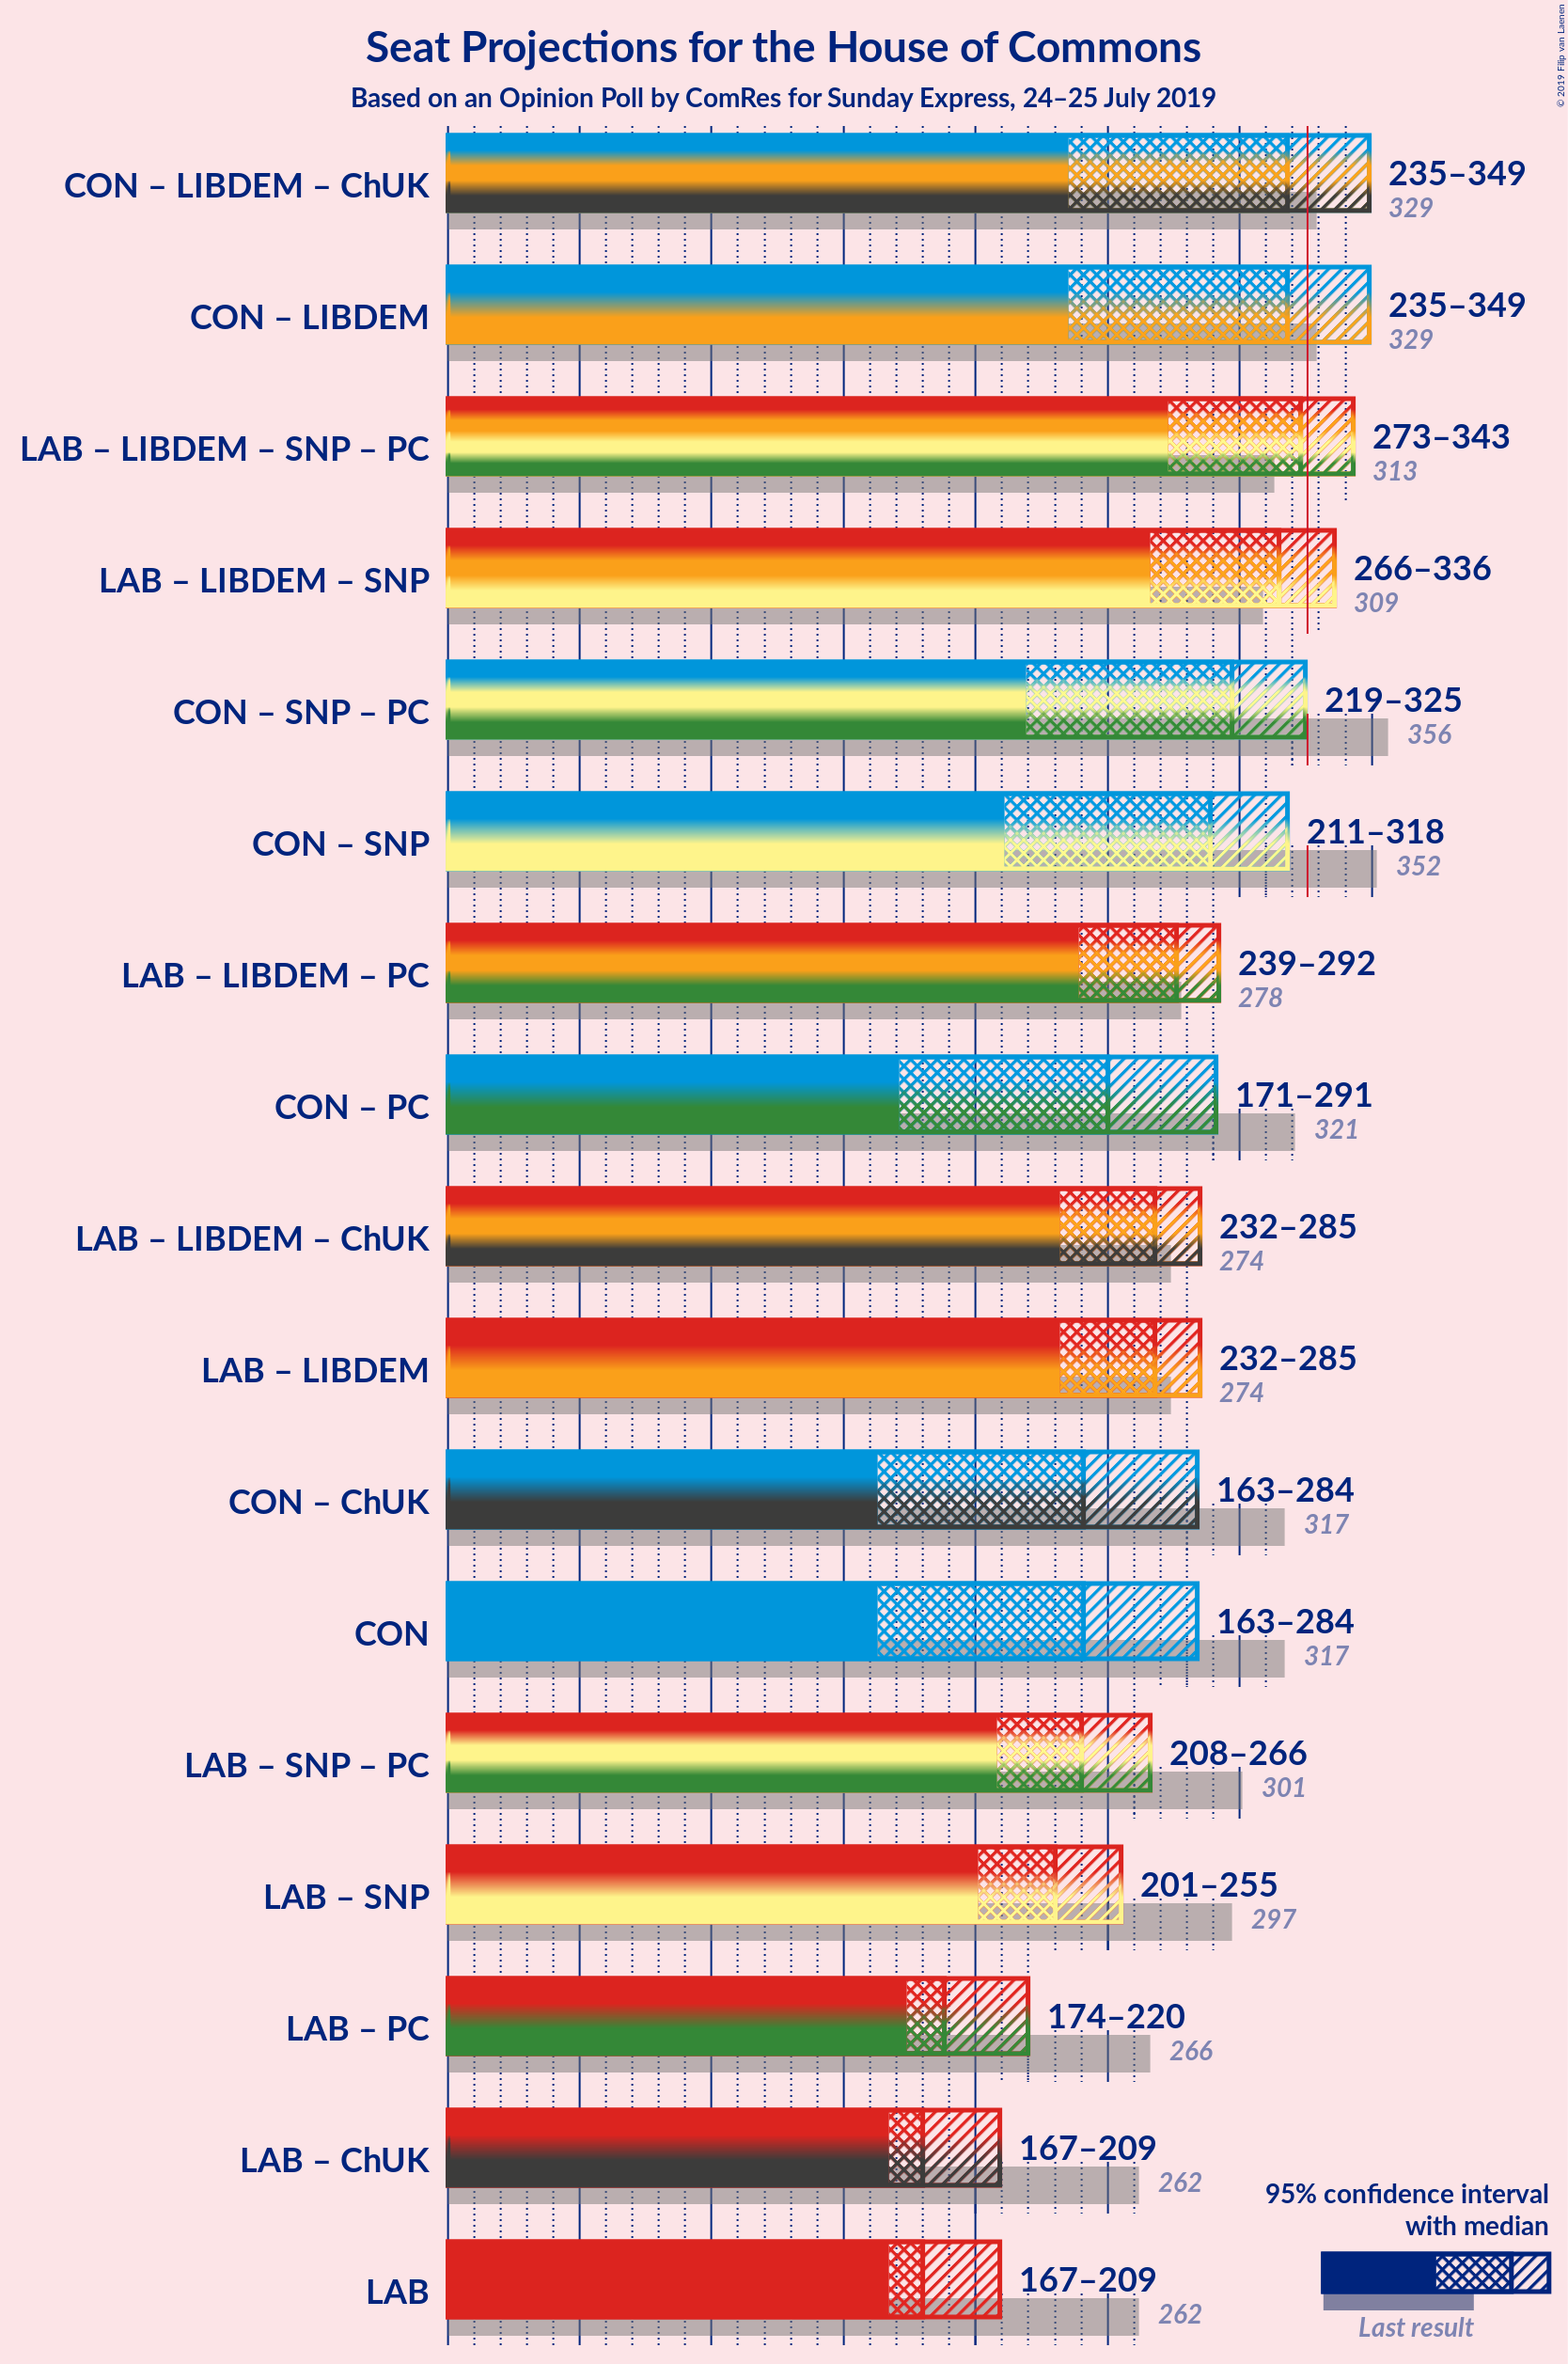 Seat Projections for the House of Commons
Based on an Opinion Poll by ComRes for Sunday Express, 24–25 July 2019
© 2019 Filip van Laenen
CON – LIBDEM – ChUK
235–349
329
CON – LIBDEM
235–349
329
LAB – LIBDEM – SNP – PC
273–343
313
LAB – LIBDEM – SNP
266–336
309
CON – SNP – PC
219–325
356
CON – SNP
211–318
352
LAB – LIBDEM – PC
239–292
278
CON – PC
171–291
321
LAB – LIBDEM – ChUK
232–285
274
LAB – LIBDEM
232–285
274
CON – ChUK
163–284
317
CON
163–284
317
LAB – SNP – PC
208–266
301
LAB – SNP
201–255
297
LAB – PC
174–220
266
LAB – ChUK
167–209
262
LAB
167–209
262
95% confidence interval
with median
Last result